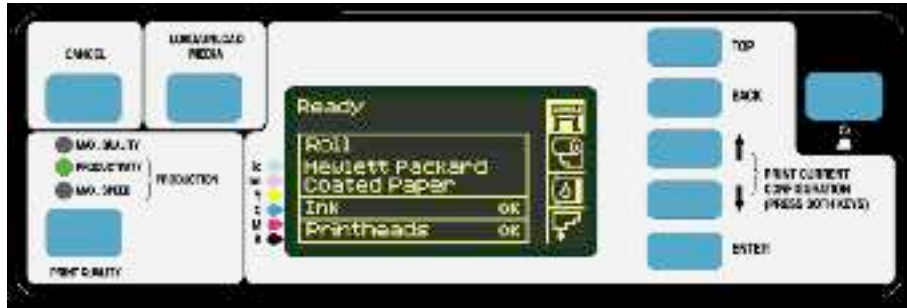 CANCEL
LOAD/UNLOAD
MEDIA
MAX. QUALITY
PRODUCTIVITY
MAX. SPEED
PRODUCTION
PRINT QUALITY
Ready
Roll
Hewlett Packard
Coated Paper
Ink OK
Printheads OK
M
TOP
BACK
PRINT CURRENT
CONFIGURATION
(PRESS BOTH KEYS)
ENTER